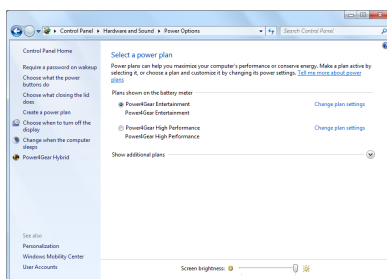 Control Panel ▸ Hardware and Sound ▸ Power Options
Search Control Panel
Control Panel Home
Require a password on wakeup
Choose what the power
buttons do
Choose what closing the lid
does
Create a power plan
Choose when to turn off the
display
Change when the computer
sleeps
Power4Gear Hybrid
See also
Personalization
Windows Mobility Center
User Accounts
Select a power plan
Power plans can help you maximize your computer's performance or conserve energy. Make a plan active by
selecting it, or choose a plan and customize it by changing its power settings. Tell me more about power
plans
Plans shown on the battery meter
Power4Gear Entertainment Change plan settings
Power4Gear Entertainment
Power4Gear High Performance Change plan settings
Power4Gear High Performance
Show additional plans
Screen brightness: